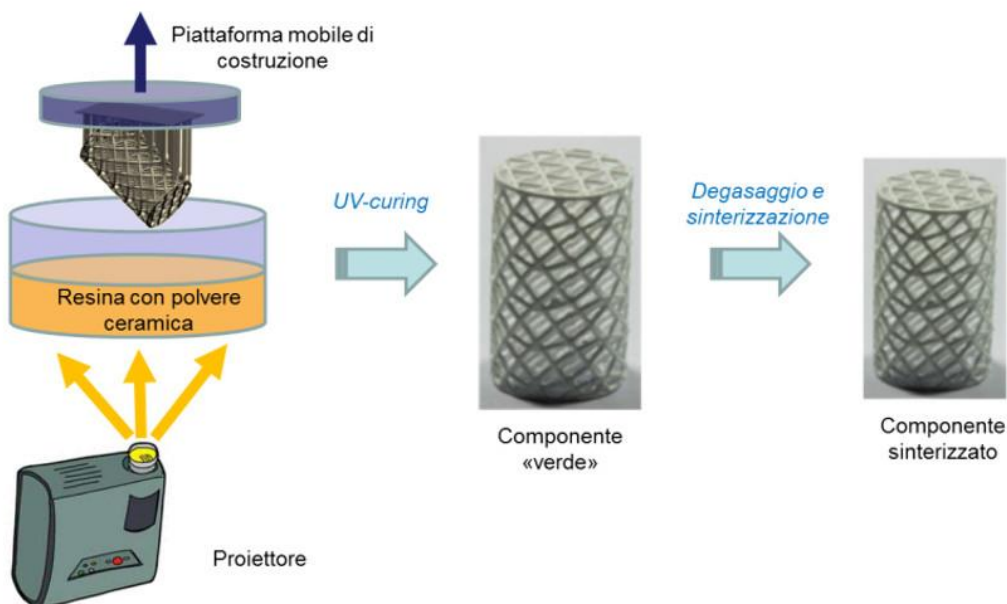 Piattaforma mobile di
costruzione
UV-curing
Degasaggio e
sinterizzazione
Resina con polvere
ceramica
Componente
«verde»
Componente
sinterizzato
Proiettore